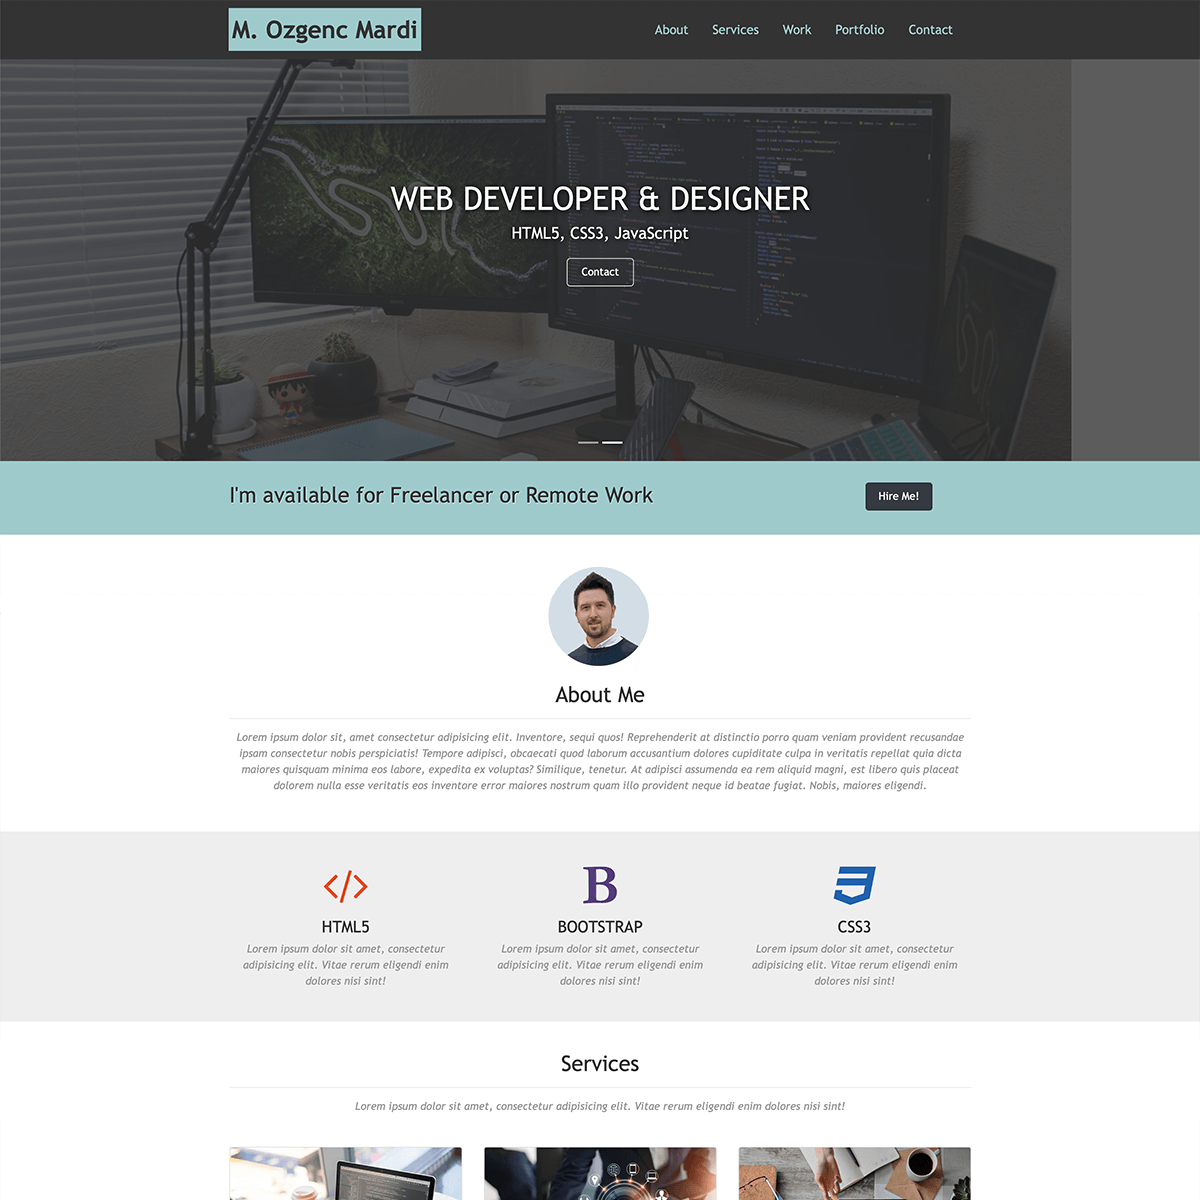 M. Ozgenc Mardi
About Services Work Portfolio Contact
WEB DEVELOPER & DESIGNER
HTML5, CSS3, JavaScript
Contact
I'm available for Freelancer or Remote Work
Hire Me!
About Me
Lorem ipsum dolor sit, amet consectetur adipisicing elit. Inventore, sequi quos! Reprehenderit at distinctio porro quam veniam provident recusandae
ipsam consectetur nobis perspiciatis! Tempore adipisci, obcaecati quod laborum accusantium dolores cupiditate culpa in veritatis repellat quia dicta
maiores quisquam minima eos labore, expedita ex voluptas? Similique, tenetur. At adipisci assumenda ea rem aliquid magni, est libero quis placeat
dolorem nulla esse veritatis eos inventore error maiores nostrum quam illo provident neque id beatae fugiat. Nobis, maiores eligendi.
B
HTML5
Lorem ipsum dolor sit amet, consectetur
adipisicing elit. Vitae rerum eligendi enim
dolores nisi sint!
BOOTSTRAP
Lorem ipsum dolor sit amet, consectetur
adipisicing elit. Vitae rerum eligendi enim
dolores nisi sint!
CSS3
Lorem ipsum dolor sit amet, consectetur
adipisicing elit. Vitae rerum eligendi enim
dolores nisi sint!
Services
Lorem ipsum dolor sit amet, consectetur adipisicing elit. Vitae rerum eligendi enim dolores nisi sint!